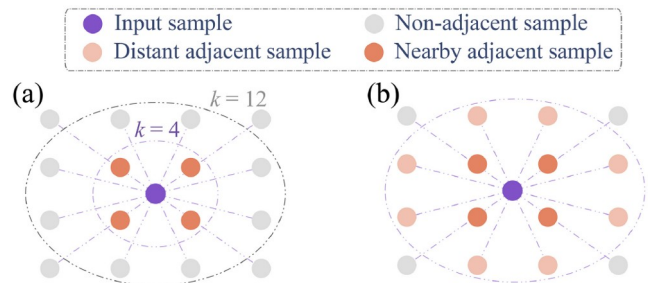 Input sample
Non-adjacent sample
Distant adjacent sample
Nearby adjacent sample
(a)
k = 12
k = 4
(b)